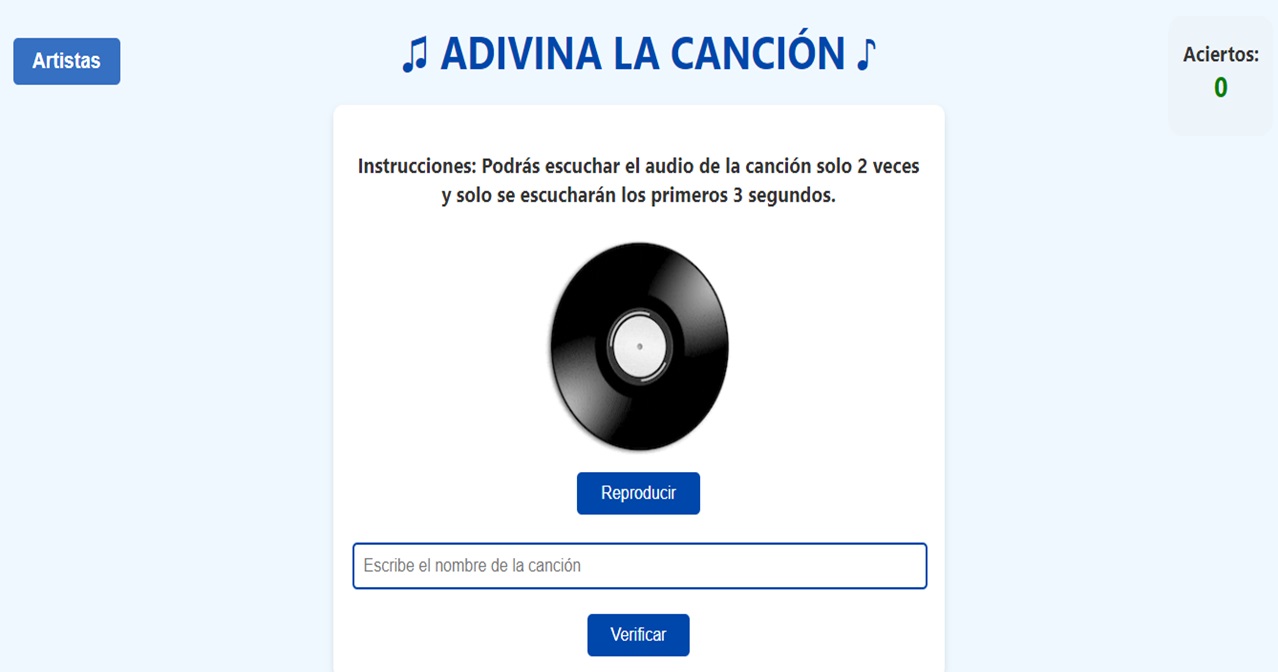 Artistas
♫ ADIVINA LA CANCIÓN ♪
Aciertos:
0
Instrucciones: Podrás escuchar el audio de la canción solo 2 veces
y solo se escucharán los primeros 3 segundos.
Reproducir
Escribe el nombre de la canción
Verificar